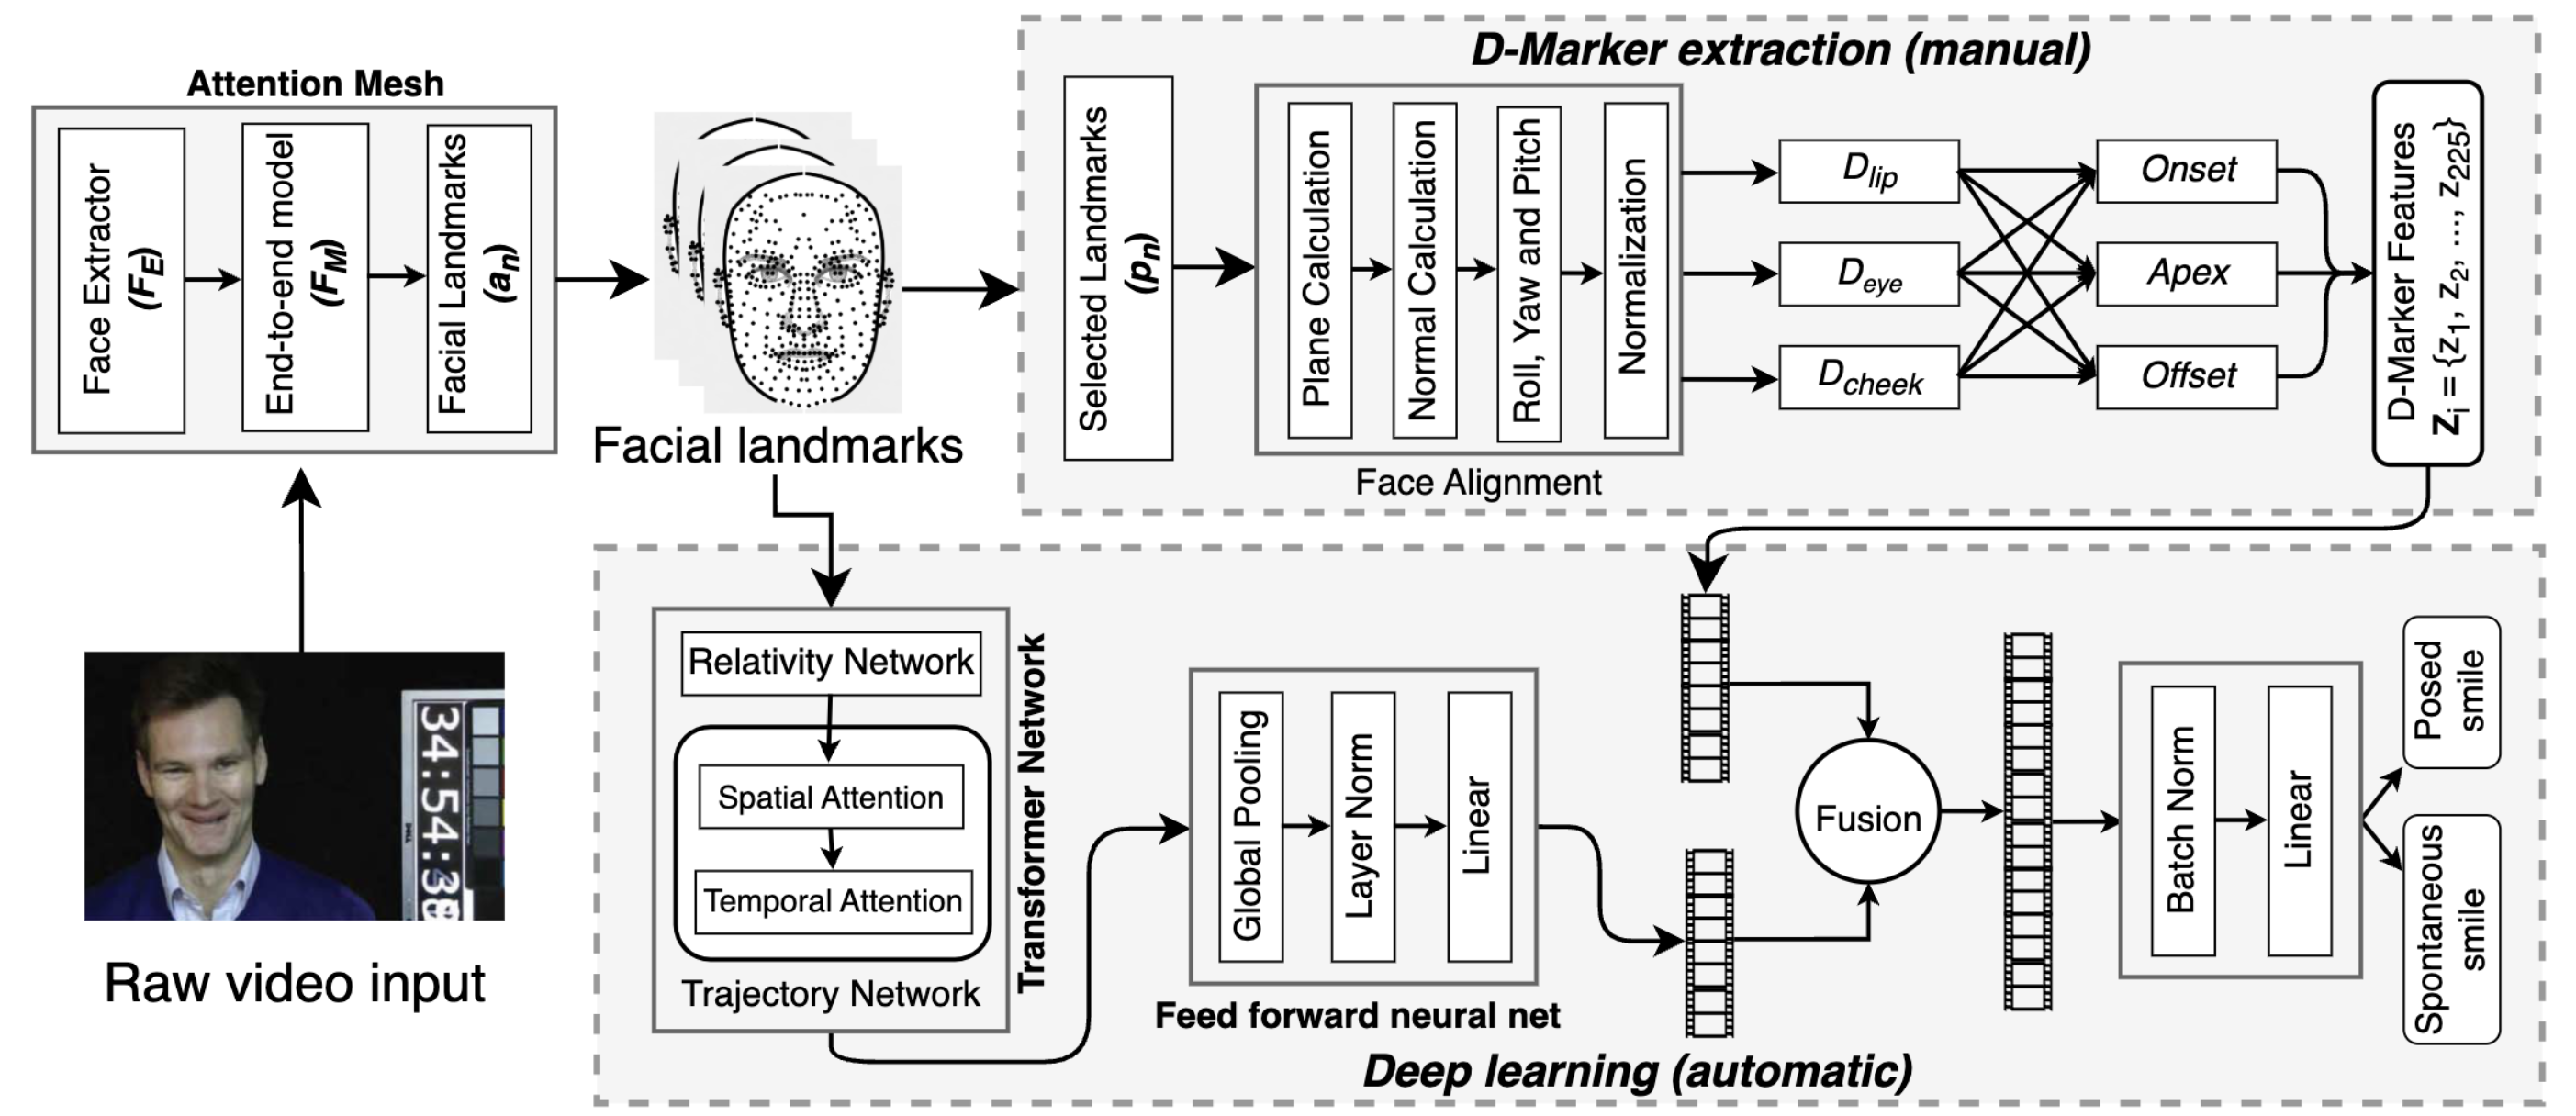 Attention Mesh
Face Extractor
(F_E)
End-to-end model
(F_M)
Facial Landmarks
(a_n)
Facial landmarks
Raw video input
34:54:38
D-Marker extraction (manual)
Selected Landmarks
(p_n)
Plane Calculation
Normal Calculation
Roll, Yaw and Pitch
Normalization
Face Alignment
D_lip
D_eye
D_cheek
Onset
Apex
Offset
D-Marker Features
Z_i = {z_1, z_2, ..., z_225}
Relativity Network
Spatial Attention
Temporal Attention
Trajectory Network
Transformer Network
Global Pooling
Layer Norm
Linear
Feed forward neural net
Fusion
Batch Norm
Linear
Posed
smile
Spontaneous
smile
Deep learning (automatic)